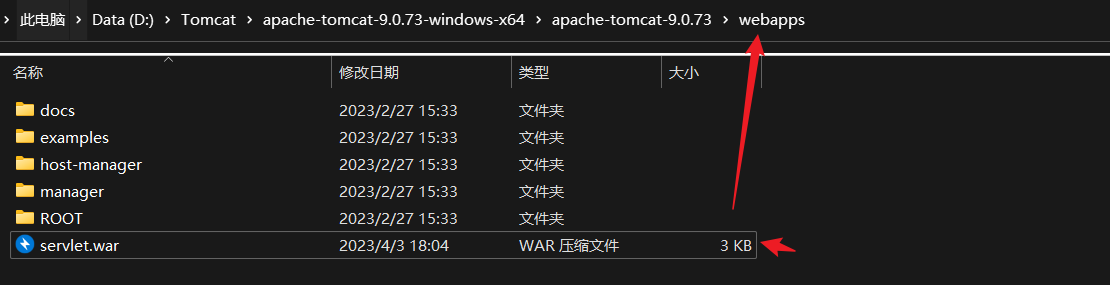 此电脑 > Data (D:) > Tomcat > apache-tomcat-9.0.73-windows-x64 > apache-tomcat-9.0.73 > webapps
名称 修改日期 类型 大小
docs 2023/2/27 15:33 文件夹
examples 2023/2/27 15:33 文件夹
host-manager 2023/2/27 15:33 文件夹
manager 2023/2/27 15:33 文件夹
ROOT 2023/2/27 15:33 文件夹
servlet.war 2023/4/3 18:04 WAR 压缩文件 3 KB